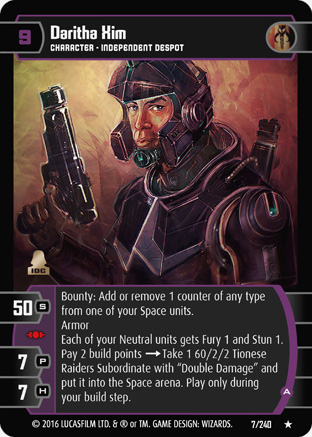 9
Daritha Xim
CHARACTER • INDEPENDENT DESPOT
IDC
50 S
7 P
7 H
Bounty: Add or remove 1 counter of any type
from one of your Space units.
Armor
Each of your Neutral units gets Fury 1 and Stun 1.
Pay 2 build points → Take 1 60/2/2 Tionese
Raiders Subordinate with "Double Damage" and
put it into the Space arena. Play only during
your build step.
A
© 2016 LUCASFILM LTD. & ® or TM. GAME DESIGN: WIZARDS. 7/240 ★